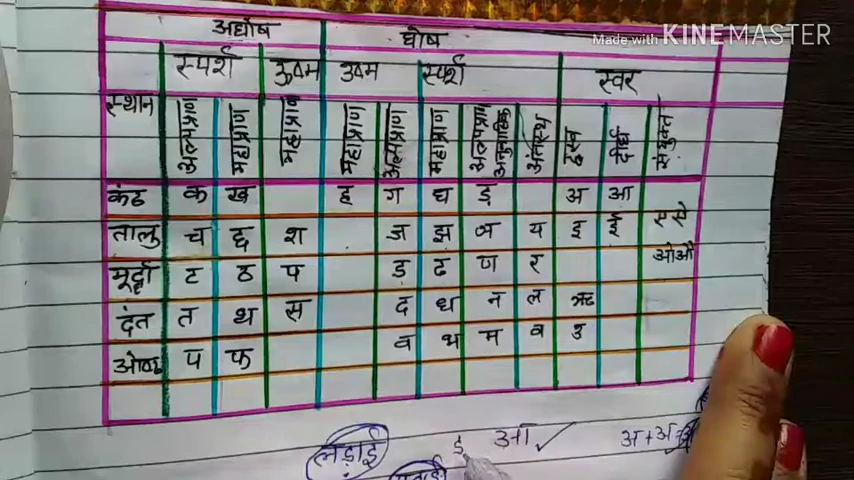 Made with KINEMASTER
अघोष घोष
स्पर्श ऊष्म उष्म स्पर्श स्वर
स्थान अल्पप्राण महाप्राण महाप्राण महाप्राण अल्पप्राण महाप्राण अल्पप्राण अनुनासिक अंतस्थ ह्रस्व दीर्घ संयुक्त
कंठ क ख ह ग घ ड़ अ आ
तालु च छ श ज झ ञ य इ ई ए ऐ
मूर्द्धा ट ठ ष ड ढ ण र ओ औ
दंत त थ स द ध न ल ऋ
ओष्ठ प फ ब भ म व उ
लड़ाई ई आ अ + अ